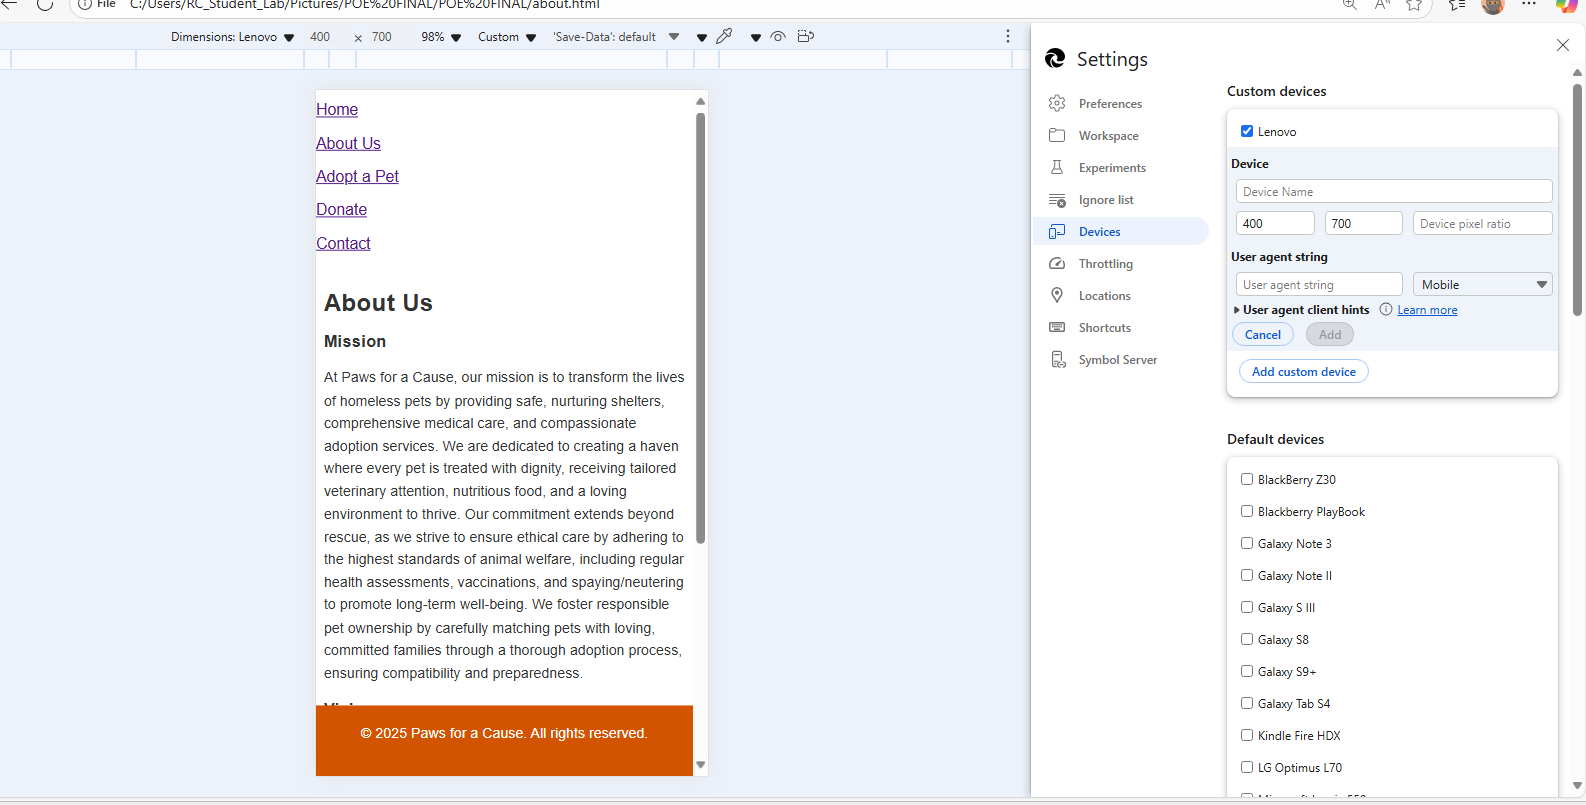 File C:/Users/RC_Student_Lab/Pictures/POE%20FINAL/POE%20FINAL/about.html
Dimensions: Lenovo 400 x 700 98% Custom 'Save-Data': default
Home
About Us
Adopt a Pet
Donate
Contact
About Us
Mission
At Paws for a Cause, our mission is to transform the lives
of homeless pets by providing safe, nurturing shelters,
comprehensive medical care, and compassionate
adoption services. We are dedicated to creating a haven
where every pet is treated with dignity, receiving tailored
veterinary attention, nutritious food, and a loving
environment to thrive. Our commitment extends beyond
rescue, as we strive to ensure ethical care by adhering to
the highest standards of animal welfare, including regular
health assessments, vaccinations, and spaying/neutering
to promote long-term well-being. We foster responsible
pet ownership by carefully matching pets with loving,
committed families through a thorough adoption process,
ensuring compatibility and preparedness.
© 2025 Paws for a Cause. All rights reserved.
Settings
Preferences
Workspace
Experiments
Ignore list
Devices
Throttling
Locations
Shortcuts
Symbol Server
Custom devices
Lenovo
Device
Device Name
400 700 Device pixel ratio
User agent string
User agent string Mobile
User agent client hints Learn more
Cancel Add
Add custom device
Default devices
BlackBerry Z30
Blackberry PlayBook
Galaxy Note 3
Galaxy Note II
Galaxy S III
Galaxy S8
Galaxy S9+
Galaxy Tab S4
Kindle Fire HDX
LG Optimus L70